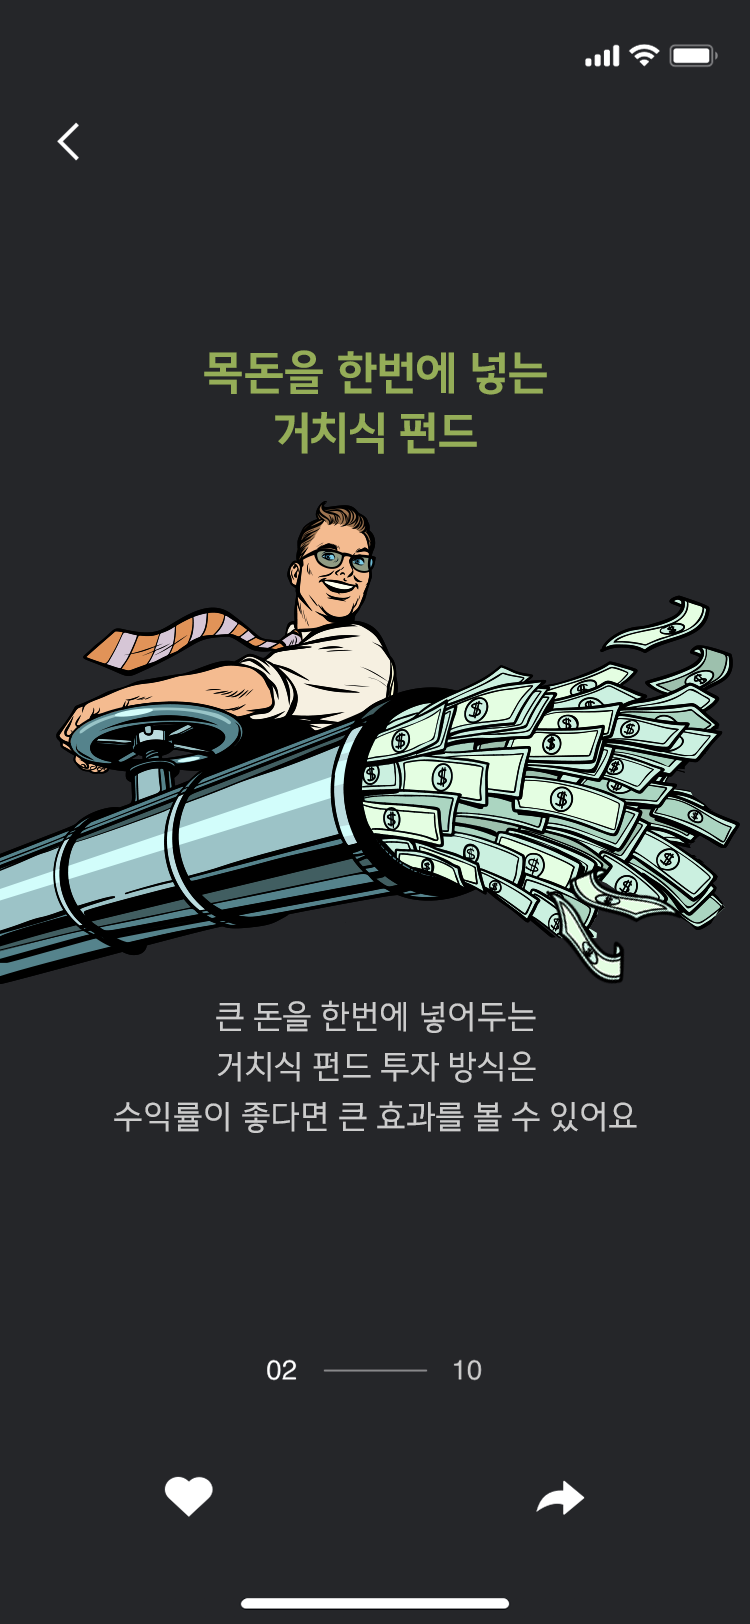 목돈을 한번에 넣는
거치식 펀드
큰 돈을 한번에 넣어두는
거치식 펀드 투자 방식은
수익률이 좋다면 큰 효과를 볼 수 있어요
02
10